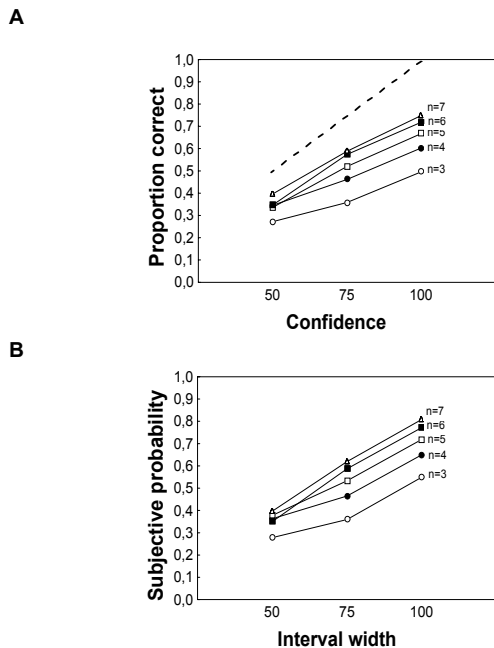 A
Proportion correct
1,0
0,9
0,8
0,7
0,6
0,5
0,4
0,3
0,2
0,1
0,0
n=7
n=6
n=5
n=4
n=3
50 75 100
Confidence
B
Subjective probability
1,0
0,9
0,8
0,7
0,6
0,5
0,4
0,3
0,2
0,1
0,0
n=7
n=6
n=5
n=4
n=3
50 75 100
Interval width